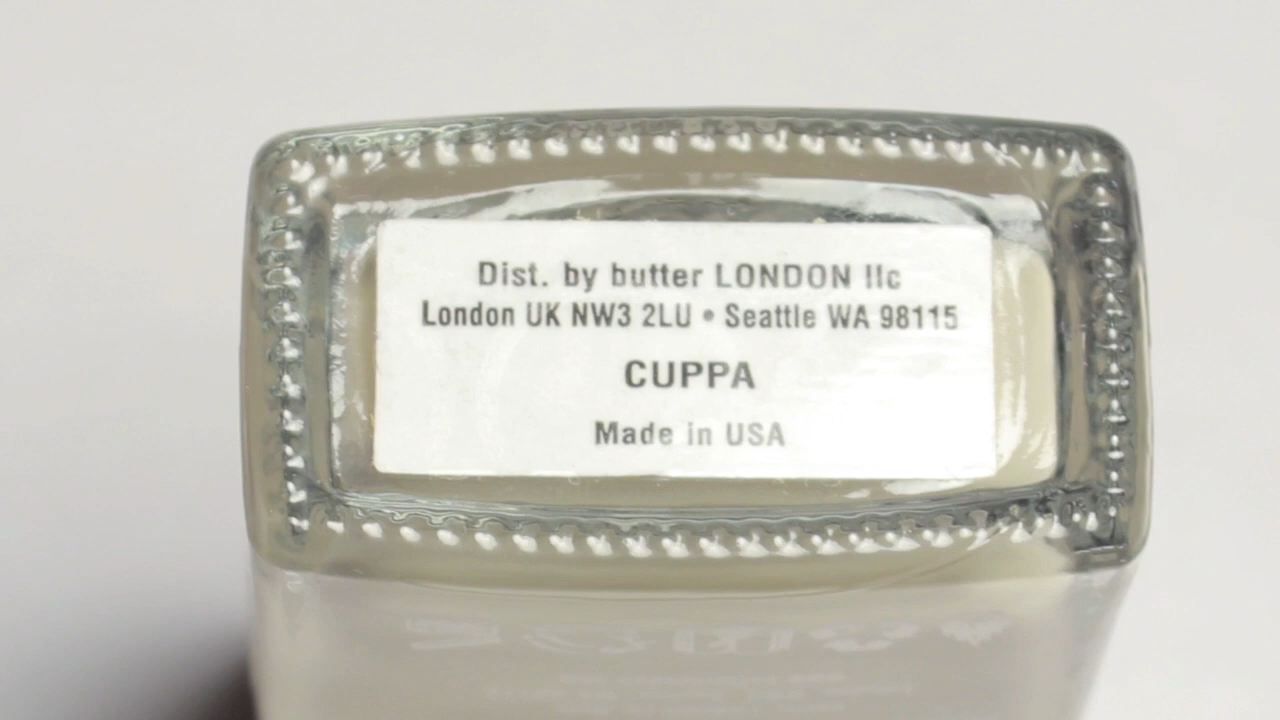 Dist. by butter LONDON llc
London UK NW3 2LU • Seattle WA 98115
CUPPA
Made in USA